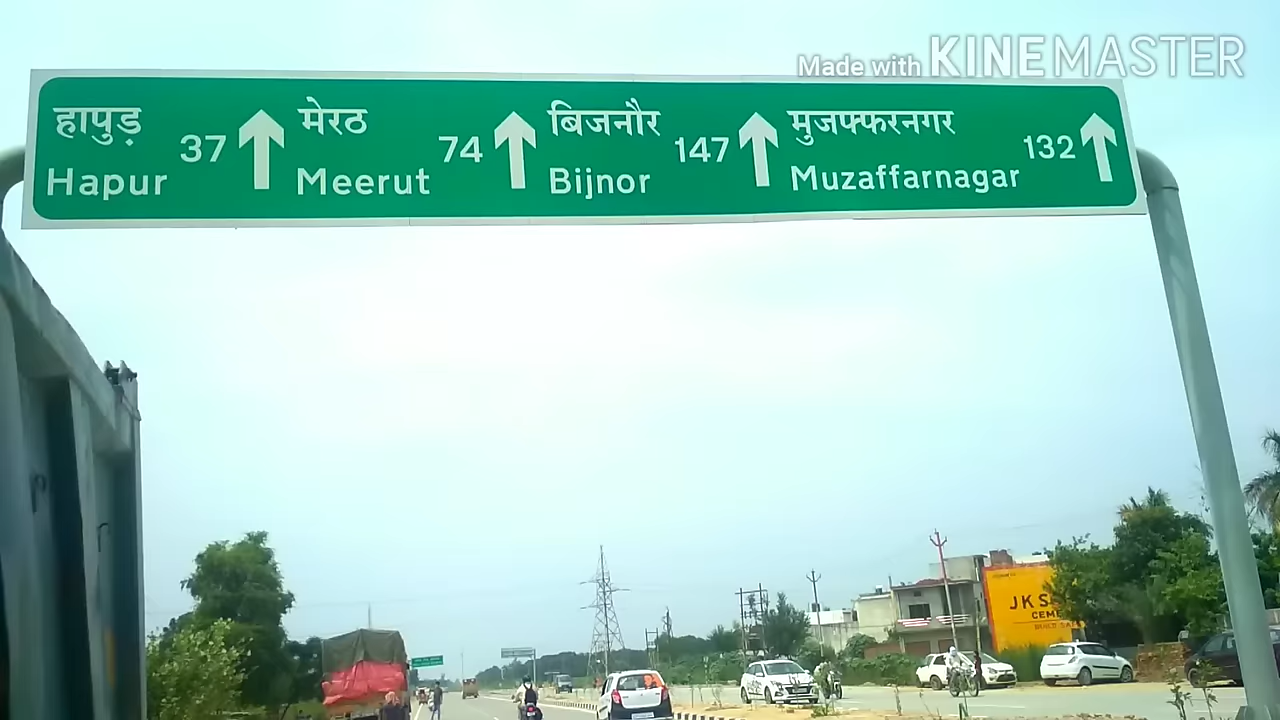 Made with KINEMASTER
हापुड़ 37 मेरठ 74 बिजनौर 147 मुजफ्फरनगर 132
Hapur Meerut Bijnor Muzaffarnagar
JK